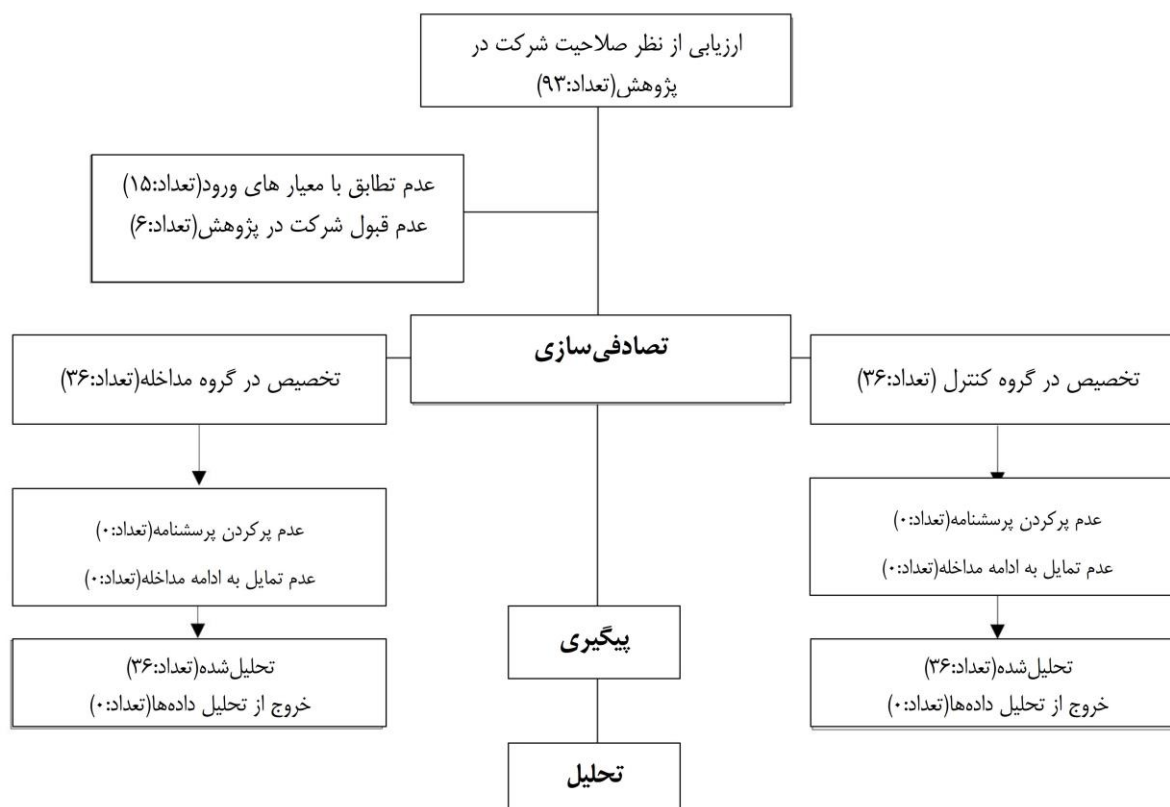 ارزیابی از نظر صلاحیت شرکت در
پژوهش(تعداد:۹۳)
عدم تطابق با معیار های ورود(تعداد:۱۵)
عدم قبول شرکت در پژوهش(تعداد:۶)
تصادفی‌سازی
تخصیص در گروه کنترل (تعداد:۳۶)
تخصیص در گروه مداخله(تعداد:۳۶)
عدم پرکردن پرسشنامه(تعداد:۰)
عدم تمایل به ادامه مداخله(تعداد:۰)
عدم پرکردن پرسشنامه(تعداد:۰)
عدم تمایل به ادامه مداخله(تعداد:۰)
پیگیری
تحلیل‌شده(تعداد:۳۶)
خروج از تحلیل داده‌ها(تعداد:۰)
تحلیل‌شده(تعداد:۳۶)
خروج از تحلیل داده‌ها(تعداد:۰)
تحلیل